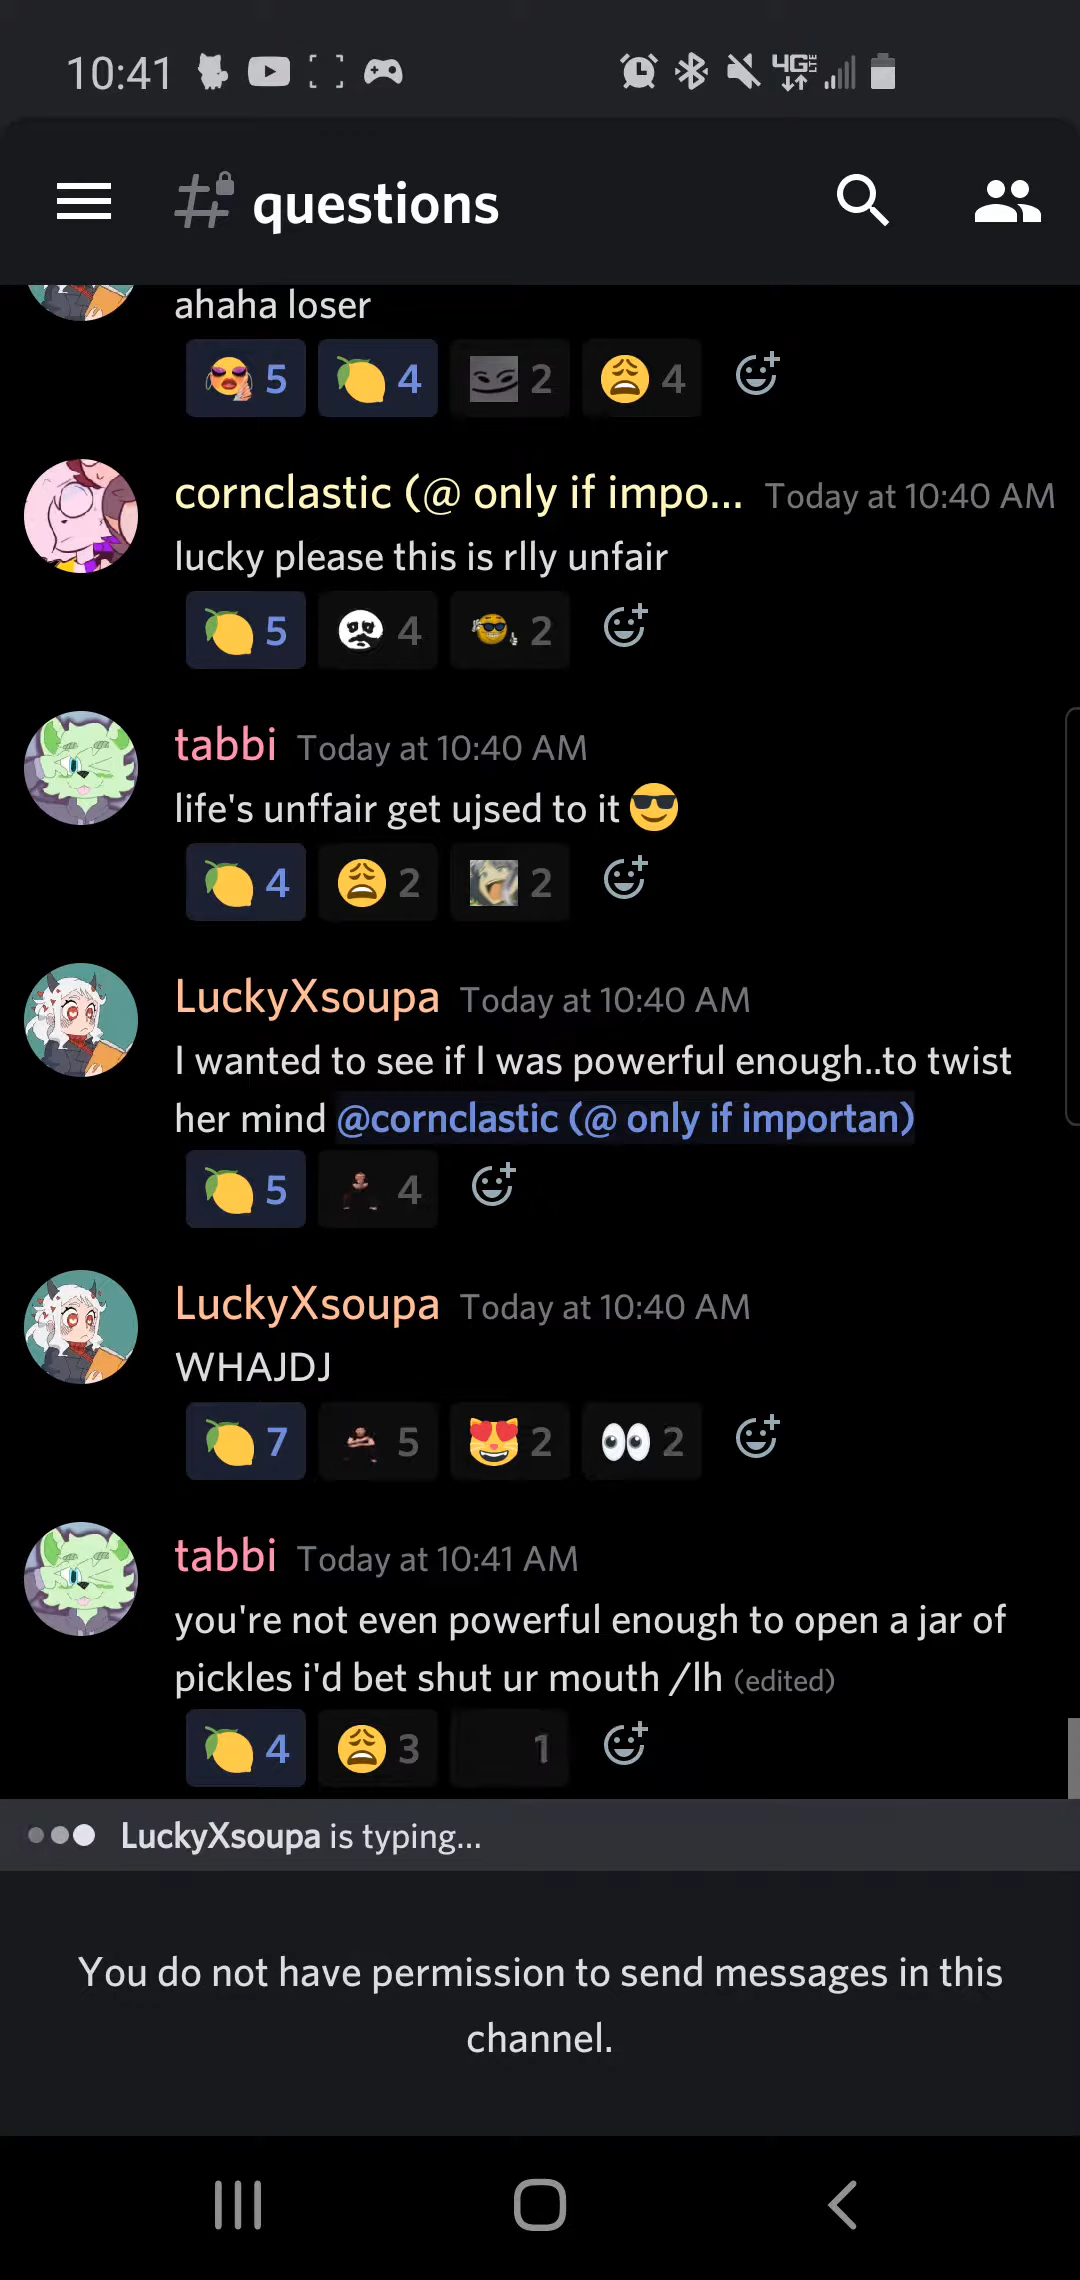 10:41
4G LTE
questions
ahaha loser
5 4 2 4
cornclastic (@ only if impo... Today at 10:40 AM
lucky please this is rlly unfair
5 4 2
tabbi Today at 10:40 AM
life's unffair get ujsed to it 😎
4 2 2
LuckyXsoupa Today at 10:40 AM
I wanted to see if I was powerful enough..to twist
her mind @cornclastic (@ only if importan)
5 4
LuckyXsoupa Today at 10:40 AM
WHAJDJ
7 5 2 2
tabbi Today at 10:41 AM
you're not even powerful enough to open a jar of
pickles i'd bet shut ur mouth /lh (edited)
4 3 1
LuckyXsoupa is typing...
You do not have permission to send messages in this
channel.